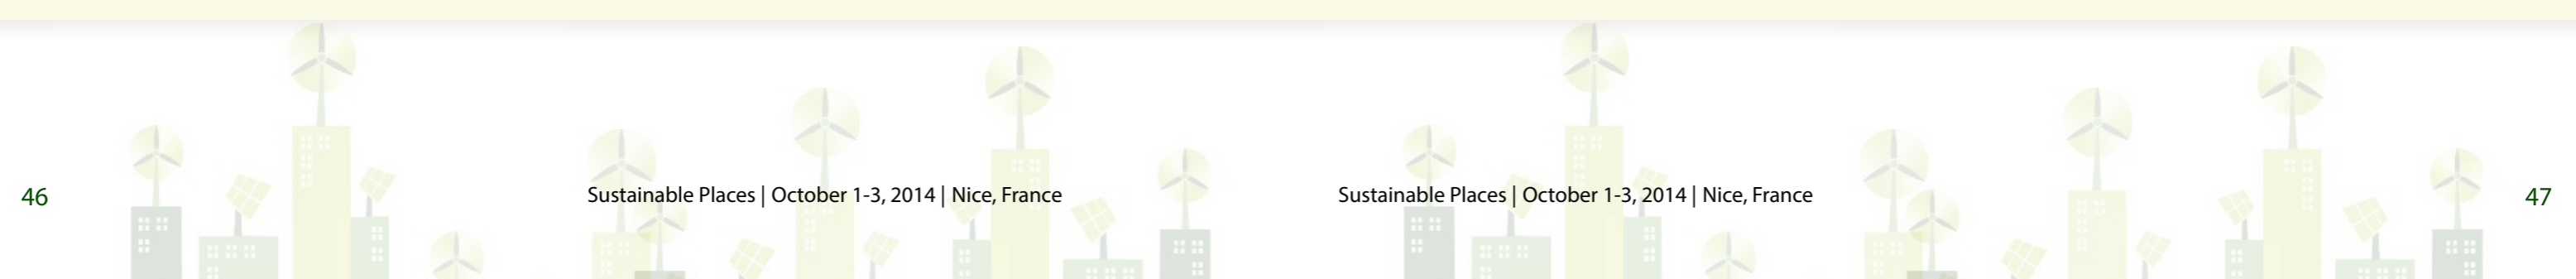 46 Sustainable Places | October 1-3, 2014 | Nice, France
Sustainable Places | October 1-3, 2014 | Nice, France 47